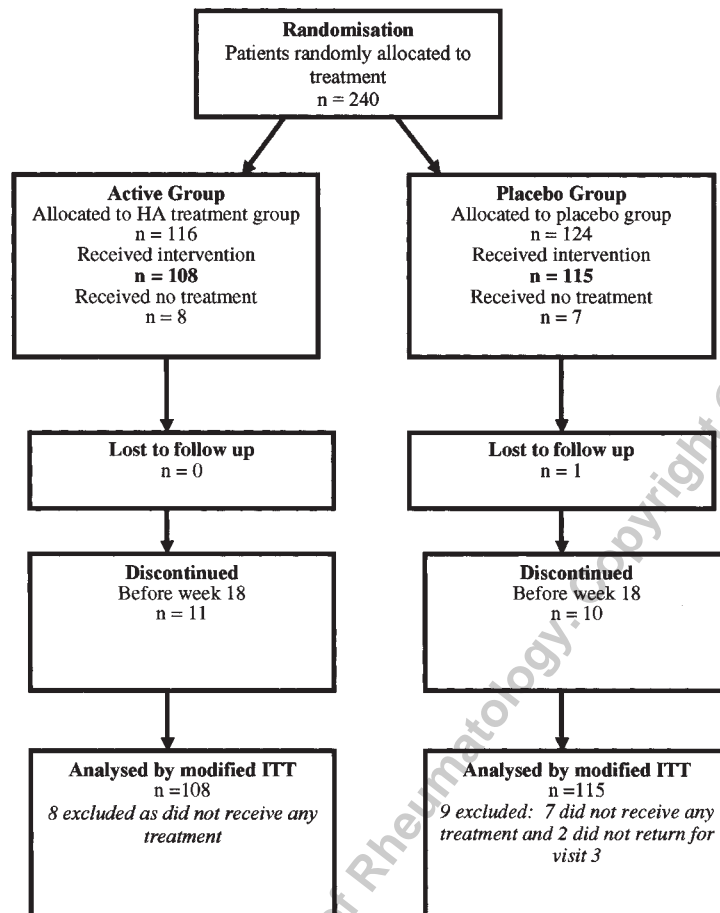 Randomisation
Patients randomly allocated to
treatment
n = 240
Active Group
Allocated to HA treatment group
n = 116
Received intervention
n = 108
Received no treatment
n = 8
Placebo Group
Allocated to placebo group
n = 124
Received intervention
n = 115
Received no treatment
n = 7
Lost to follow up
n = 0
Lost to follow up
n = 1
Discontinued
Before week 18
n = 11
Discontinued
Before week 18
n = 10
Analysed by modified ITT
n =108
8 excluded as did not receive any
treatment
Analysed by modified ITT
n =115
9 excluded: 7 did not receive any
treatment and 2 did not return for
visit 3
of Rheumatology. Copyright